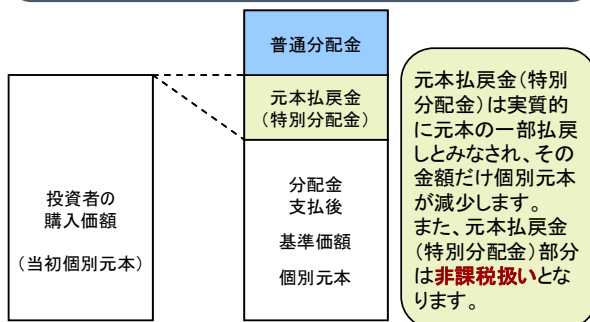 普通分配金
元本払戻金
（特別分配金）
投資者の
購入価額
（当初個別元本）
分配金
支払後
基準価額
個別元本
元本払戻金（特別
分配金）は実質的
に元本の一部払戻
しとみなされ、その
金額だけ個別元本
が減少します。
また、元本払戻金
（特別分配金）部分
は非課税扱いとな
ります。